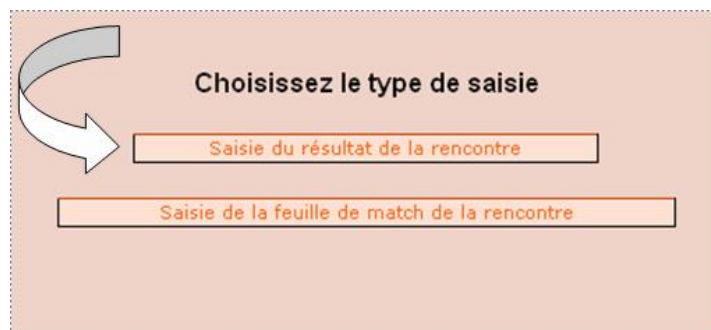 Choisissez le type de saisie
Saisie du résultat de la rencontre
Saisie de la feuille de match de la rencontre